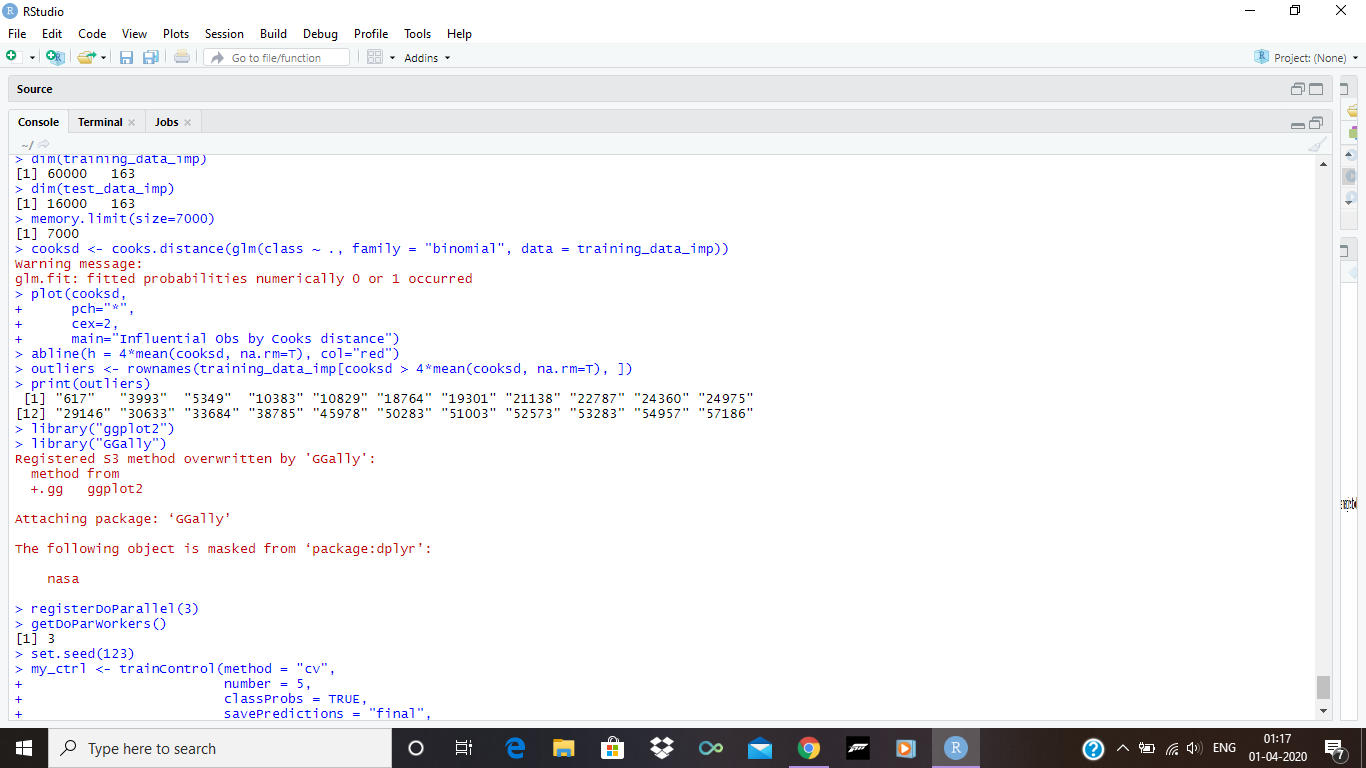 RStudio
File Edit Code View Plots Session Build Debug Profile Tools Help
Go to file/function
Addins
Project: (None)
Source
Console Terminal Jobs
~/
> dim(training_data_imp)
[1] 60000   163
> dim(test_data_imp)
[1] 16000   163
> memory.limit(size=7000)
[1] 7000
> cooksd <- cooks.distance(glm(class ~ ., family = "binomial", data = training_data_imp))
Warning message:
glm.fit: fitted probabilities numerically 0 or 1 occurred
> plot(cooksd,
+      pch="*",
+      cex=2,
+      main="Influential Obs by Cooks distance")
> abline(h = 4*mean(cooksd, na.rm=T), col="red")
> outliers <- rownames(training_data_imp[cooksd > 4*mean(cooksd, na.rm=T), ])
> print(outliers)
 [1] "617"   "3993"  "5349"  "10383" "10829" "18764" "19301" "21138" "22787" "24360" "24975"
[12] "29146" "30633" "33684" "38785" "45978" "50283" "51003" "52573" "53283" "54957" "57186"
> library("ggplot2")
> library("GGally")
Registered S3 method overwritten by 'GGally':
  method from
  +.gg   ggplot2
Attaching package: ‘GGally’
The following object is masked from ‘package:dplyr’:
    nasa
> registerDoParallel(3)
> getDoParWorkers()
[1] 3
> set.seed(123)
> my_ctrl <- trainControl(method = "cv",
+                         number = 5,
+                         classProbs = TRUE,
+                         savePredictions = "final",
Type here to search
ENG
01:17
01-04-2020
7